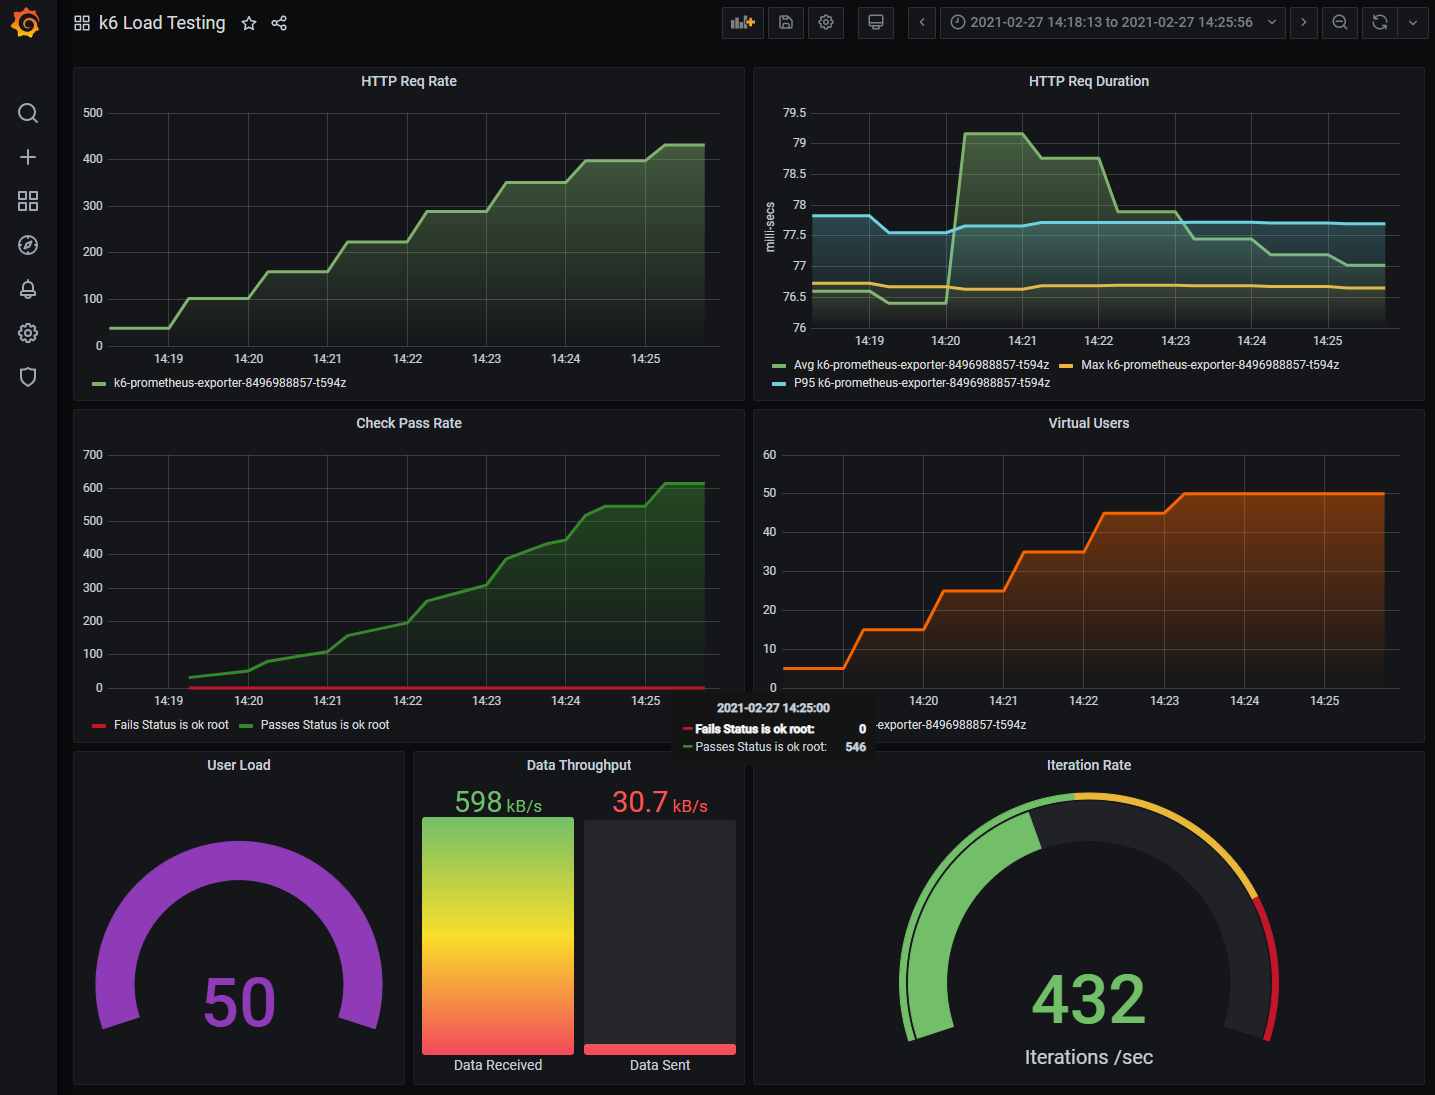 k6 Load Testing
2021-02-27 14:18:13 to 2021-02-27 14:25:56
HTTP Req Rate
500
400
300
200
100
0
14:19 14:20 14:21 14:22 14:23 14:24 14:25
k6-prometheus-exporter-8496988857-t594z
HTTP Req Duration
milli-secs
79.5
79
78.5
78
77.5
77
76.5
76
14:19 14:20 14:21 14:22 14:23 14:24 14:25
Avg k6-prometheus-exporter-8496988857-t594z Max k6-prometheus-exporter-8496988857-t594z
P95 k6-prometheus-exporter-8496988857-t594z
Check Pass Rate
700
600
500
400
300
200
100
0
14:19 14:20 14:21 14:22 14:23 14:24 14:25
Fails Status is ok root Passes Status is ok root
Virtual Users
60
50
40
30
20
10
0
14:20 14:21 14:22 14:23 14:24 14:25
-exporter-8496988857-t594z
2021-02-27 14:25:00
Fails Status is ok root: 0
Passes Status is ok root: 546
User Load
50
Data Throughput
598 kB/s 30.7 kB/s
Data Received Data Sent
Iteration Rate
432
Iterations /sec